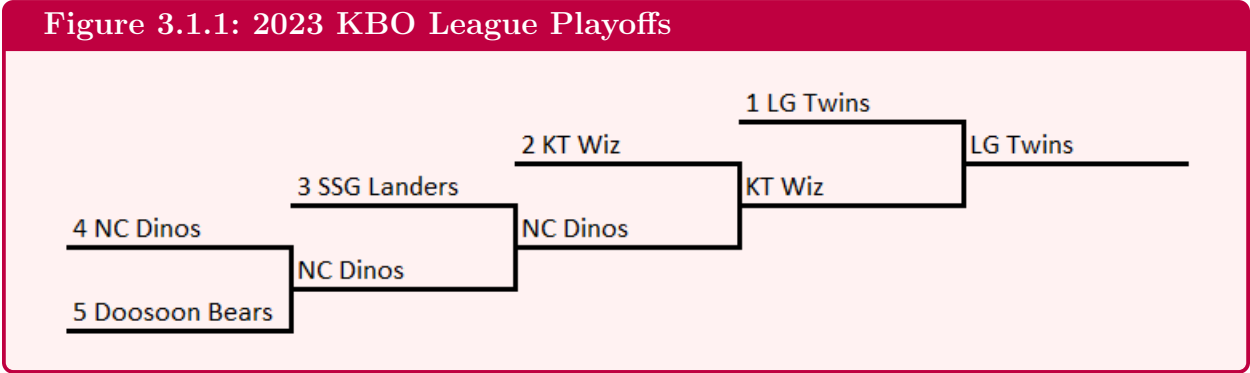 Figure 3.1.1: 2023 KBO League Playoffs
1 LG Twins
2 KT Wiz
LG Twins
3 SSG Landers
KT Wiz
4 NC Dinos
NC Dinos
NC Dinos
5 Doosoon Bears